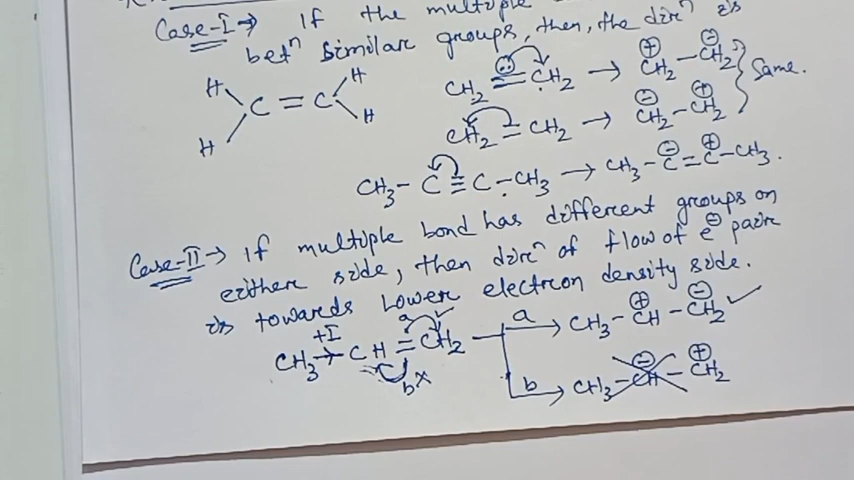 Case-I → If the multiple
betn similar groups, then, the dirn is
H H
C = C
H H
CH2 = CH2 → CH2 - CH2
⊕ ⊖
CH2 = CH2 → CH2 - CH2
⊖ ⊕
Same.
CH3 - C ≡ C - CH3 → CH3 - C = C - CH3.
⊖ ⊕
Case-II → If multiple bond has different groups on
either side, then dirn of flow of e⊖ pair
is towards lower electron density side.
+I a ✓
CH3 → CH = CH2
b ×
a → CH3 - CH - CH2 ✓
⊕ ⊖
b → CH3 - CH - CH2
⊖ ⊕